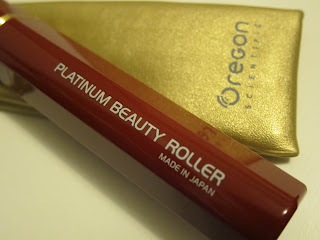 PLATINUM BEAUTY ROLLER
MADE IN JAPAN
Oregon
SCIENTIFIC